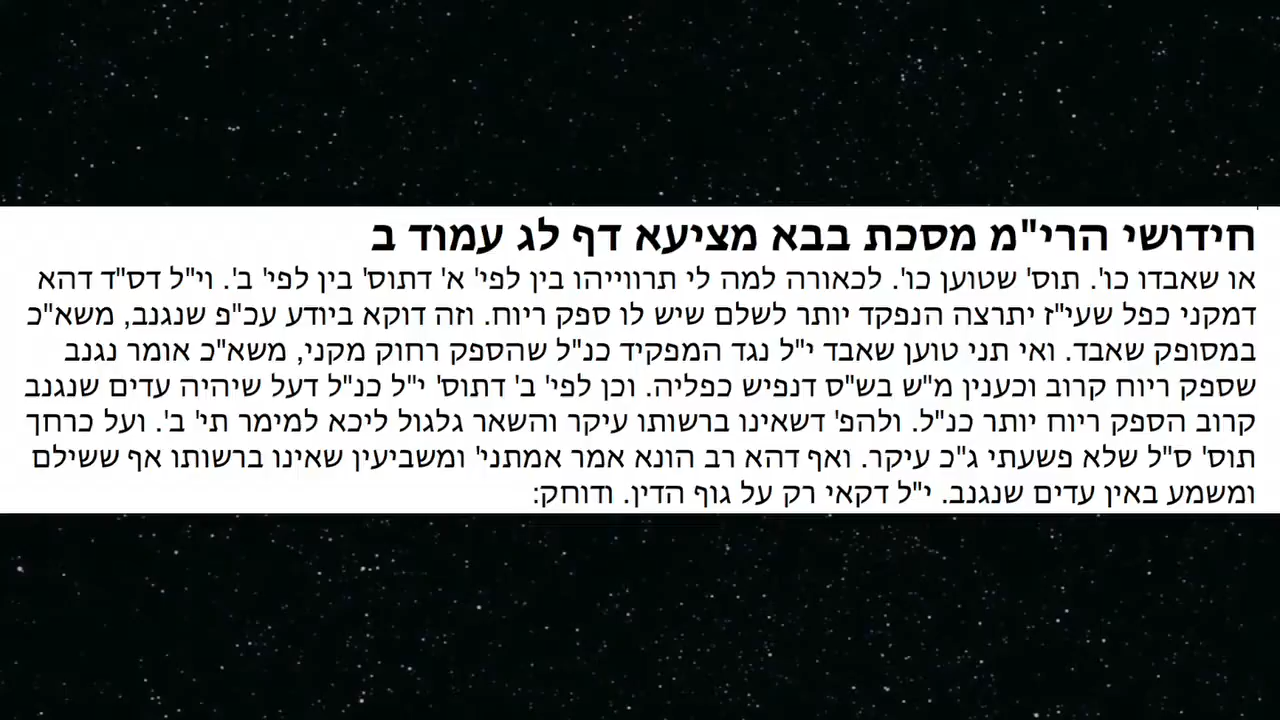 חידושי הרי"מ מסכת בבא מציעא דף לג עמוד ב
או שאבדו כו'. תוס' שטוען כו'. לכאורה למה לי תרווייהו בין לפי' א' דתוס' בין לפי' ב'. וי"ל דס"ד דהא
דמקני כפל שעי"ז יתרצה הנפקד יותר לשלם שיש לו ספק ריוח. וזה דוקא ביודע עכ"פ שנגנב, משא"כ
במסופק שאבד. ואי תני טוען שאבד י"ל נגד המפקיד כנ"ל שהספק רחוק מקני, משא"כ אומר נגנב
שספק ריוח קרוב וכענין מ"ש בש"ס דנפיש כפליה. וכן לפי' ב' דתוס' י"ל כנ"ל דעל שיהיה עדים שנגנב
קרוב הספק ריוח יותר כנ"ל. ולהפ' דשאינו ברשותו עיקר והשאר גלגול ליכא למימר תי' ב'. ועל כרחך
תוס' ס"ל שלא פשעתי ג"כ עיקר. ואף דהא רב הונא אמר אמתני' ומשביעין שאינו ברשותו אף ששילם
ומשמע באין עדים שנגנב. י"ל דקאי רק על גוף הדין. ודוחק: